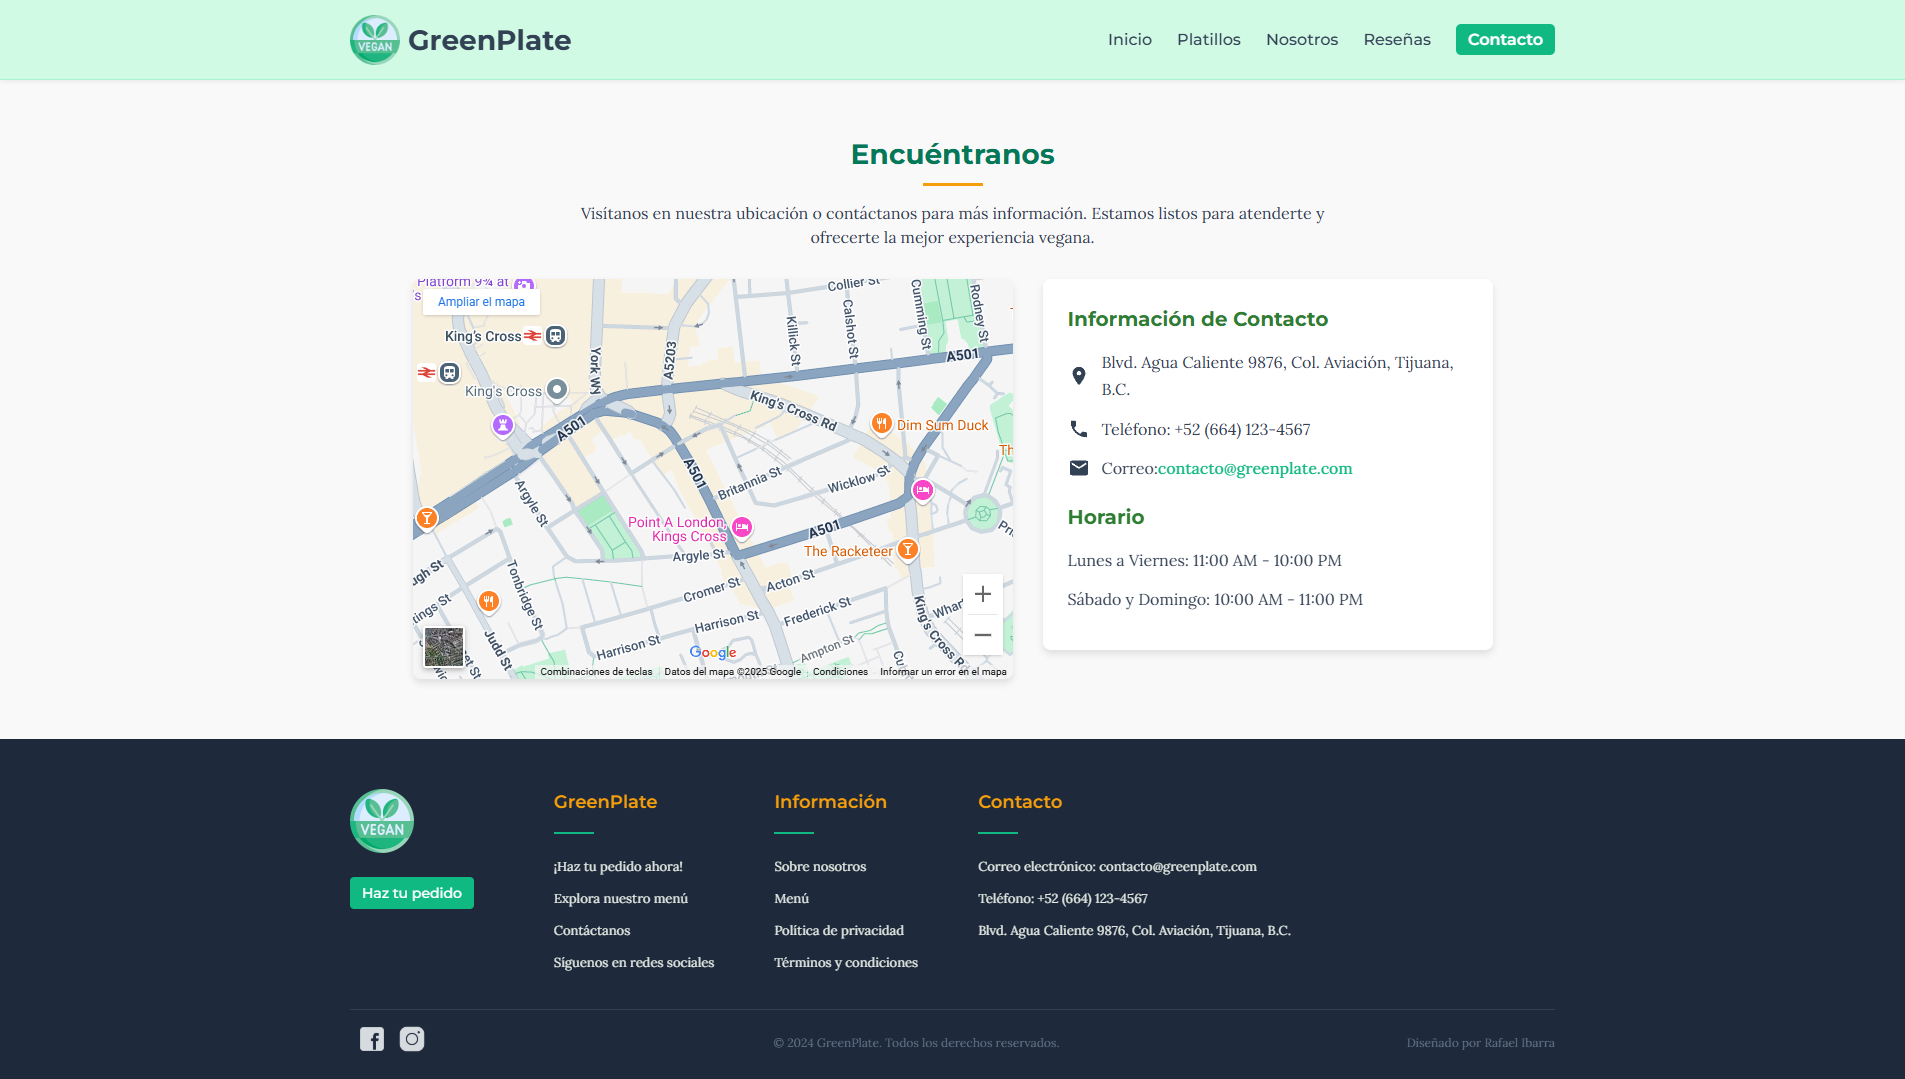 VEGAN
GreenPlate
Inicio
Platillos
Nosotros
Reseñas
Contacto
Encuéntranos
Visítanos en nuestra ubicación o contáctanos para más información. Estamos listos para atenderte y
ofrecerte la mejor experiencia vegana.
Platform 9¾ at
Ampliar el mapa
King's Cross
King's Cross
York Wy
A5203
Killick St
Calshot St
Collier St
Cumming St
Rodney St
A501
A501
King's Cross Rd
Dim Sum Duck
Th
A501
Britannia St
Wicklow St
Argyle St
Point A London,
Kings Cross
A501
The Racketeer
Argyle St
Acton St
Cromer St
Tonbridge St
Frederick St
Harrison St
Harrison St
Judd St
Ampton St
King's Cross Rd
Google
Combinaciones de teclas
Datos del mapa ©2025 Google
Condiciones
Informar un error en el mapa
Información de Contacto
Blvd. Agua Caliente 9876, Col. Aviación, Tijuana,
B.C.
Teléfono: +52 (664) 123-4567
Correo:contacto@greenplate.com
Horario
Lunes a Viernes: 11:00 AM - 10:00 PM
Sábado y Domingo: 10:00 AM - 11:00 PM
VEGAN
Haz tu pedido
GreenPlate
¡Haz tu pedido ahora!
Explora nuestro menú
Contáctanos
Síguenos en redes sociales
Información
Sobre nosotros
Menú
Política de privacidad
Términos y condiciones
Contacto
Correo electrónico: contacto@greenplate.com
Teléfono: +52 (664) 123-4567
Blvd. Agua Caliente 9876, Col. Aviación, Tijuana, B.C.
© 2024 GreenPlate. Todos los derechos reservados.
Diseñado por Rafael Ibarra